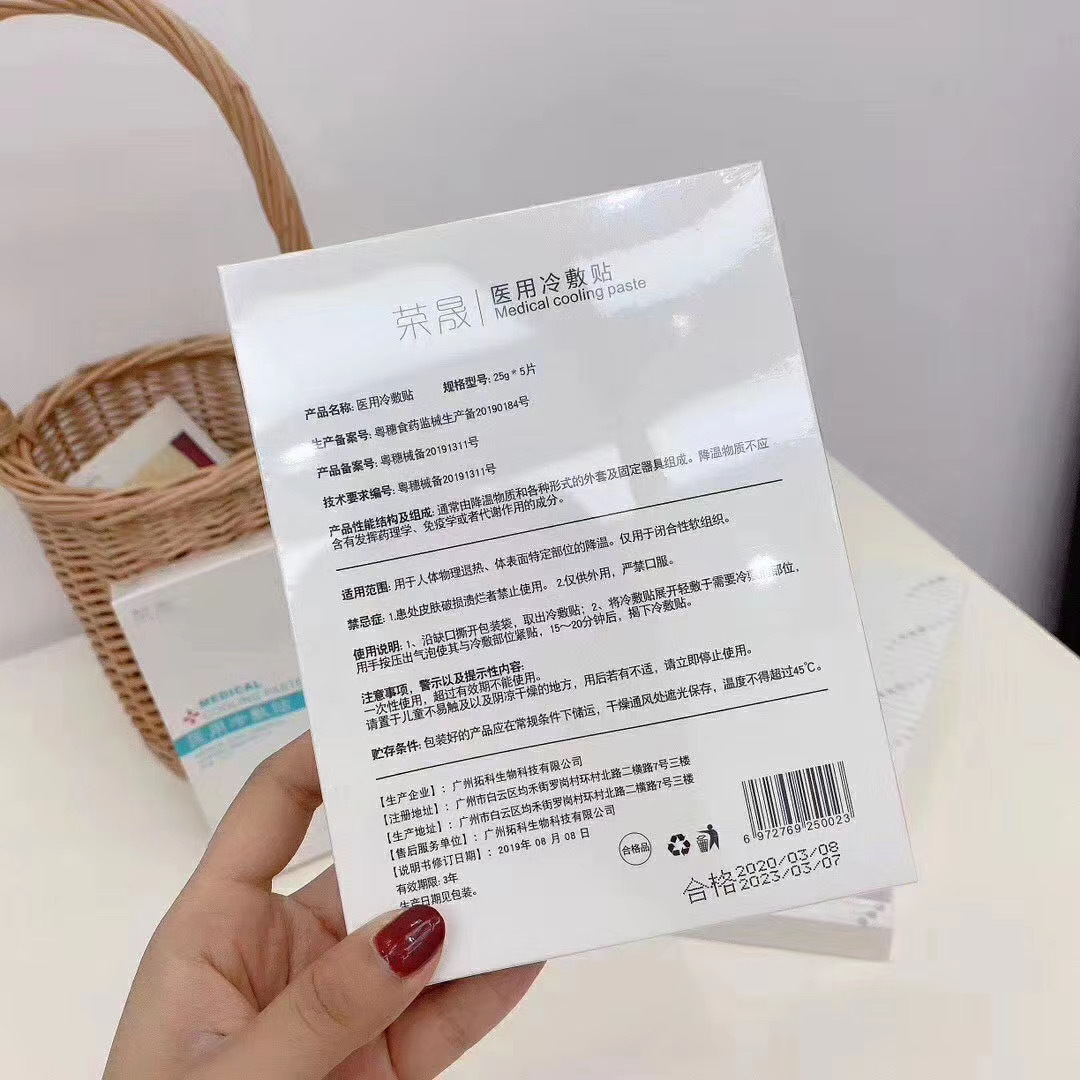 荣晟 医用冷敷贴
Medical cooling paste
产品名称: 医用冷敷贴 规格型号: 25g * 5片
生产备案号: 粤穗食药监械生产备20190184号
产品备案号: 粤穗械备20191311号
技术要求编号: 粤穗械备20191311号
产品性能结构及组成: 通常由降温物质和各种形式的外套及固定器具组成。降温物质不应
含有发挥药理学、免疫学或者代谢作用的成分。
适用范围: 用于人体物理退热、体表面特定部位的降温。仅用于闭合性软组织。
禁忌症: 1.患处皮肤破损溃烂者禁止使用。 2.仅供外用，严禁口服。
使用说明: 1、沿缺口撕开包装袋，取出冷敷贴；2、将冷敷贴展开轻敷于需要冷敷的部位，
用手按压出气泡使其与冷敷部位紧贴，15～20分钟后，揭下冷敷贴。
注意事项，警示以及提示性内容:
一次性使用，超过有效期不能使用。
请置于儿童不易触及以及阴凉干燥的地方，用后若有不适，请立即停止使用。
贮存条件: 包装好的产品应在常规条件下储运，干燥通风处遮光保存，温度不得超过45℃。
【生产企业】: 广州拓科生物科技有限公司
【注册地址】: 广州市白云区均禾街罗岗村环村北路二横路7号三楼
【生产地址】: 广州市白云区均禾街罗岗村环村北路二横路7号三楼
【售后服务单位】: 广州拓科生物科技有限公司
【说明书修订日期】: 2019年08月08日
有效期限: 3年
生产日期见包装。
合格品
6 972769 250023
合格 2020/03/08
2023/03/07
MEDICAL
COOLING PASTE
医用冷敷贴